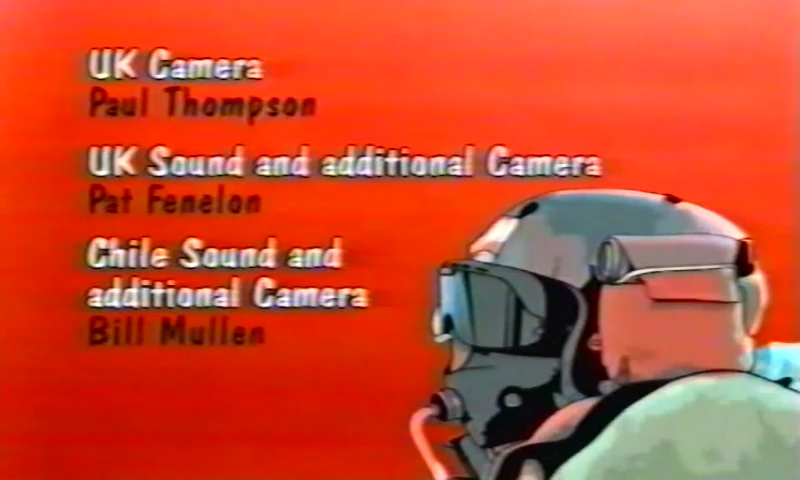 UK Camera
Paul Thompson
UK Sound and additional Camera
Pat Fenelon
Chile Sound and
additional Camera
Bill Mullen